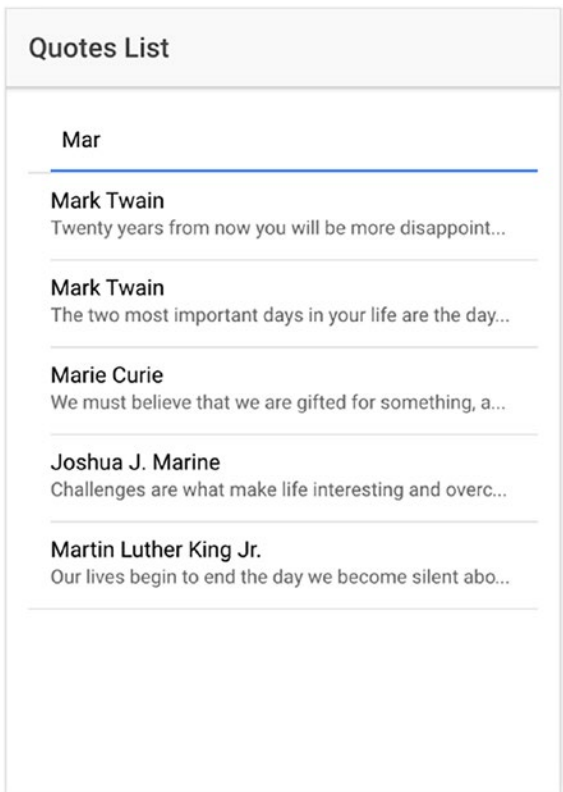 Quotes List
Mar
Mark Twain
Twenty years from now you will be more disappoint...
Mark Twain
The two most important days in your life are the day...
Marie Curie
We must believe that we are gifted for something, a...
Joshua J. Marine
Challenges are what make life interesting and overc...
Martin Luther King Jr.
Our lives begin to end the day we become silent abo...